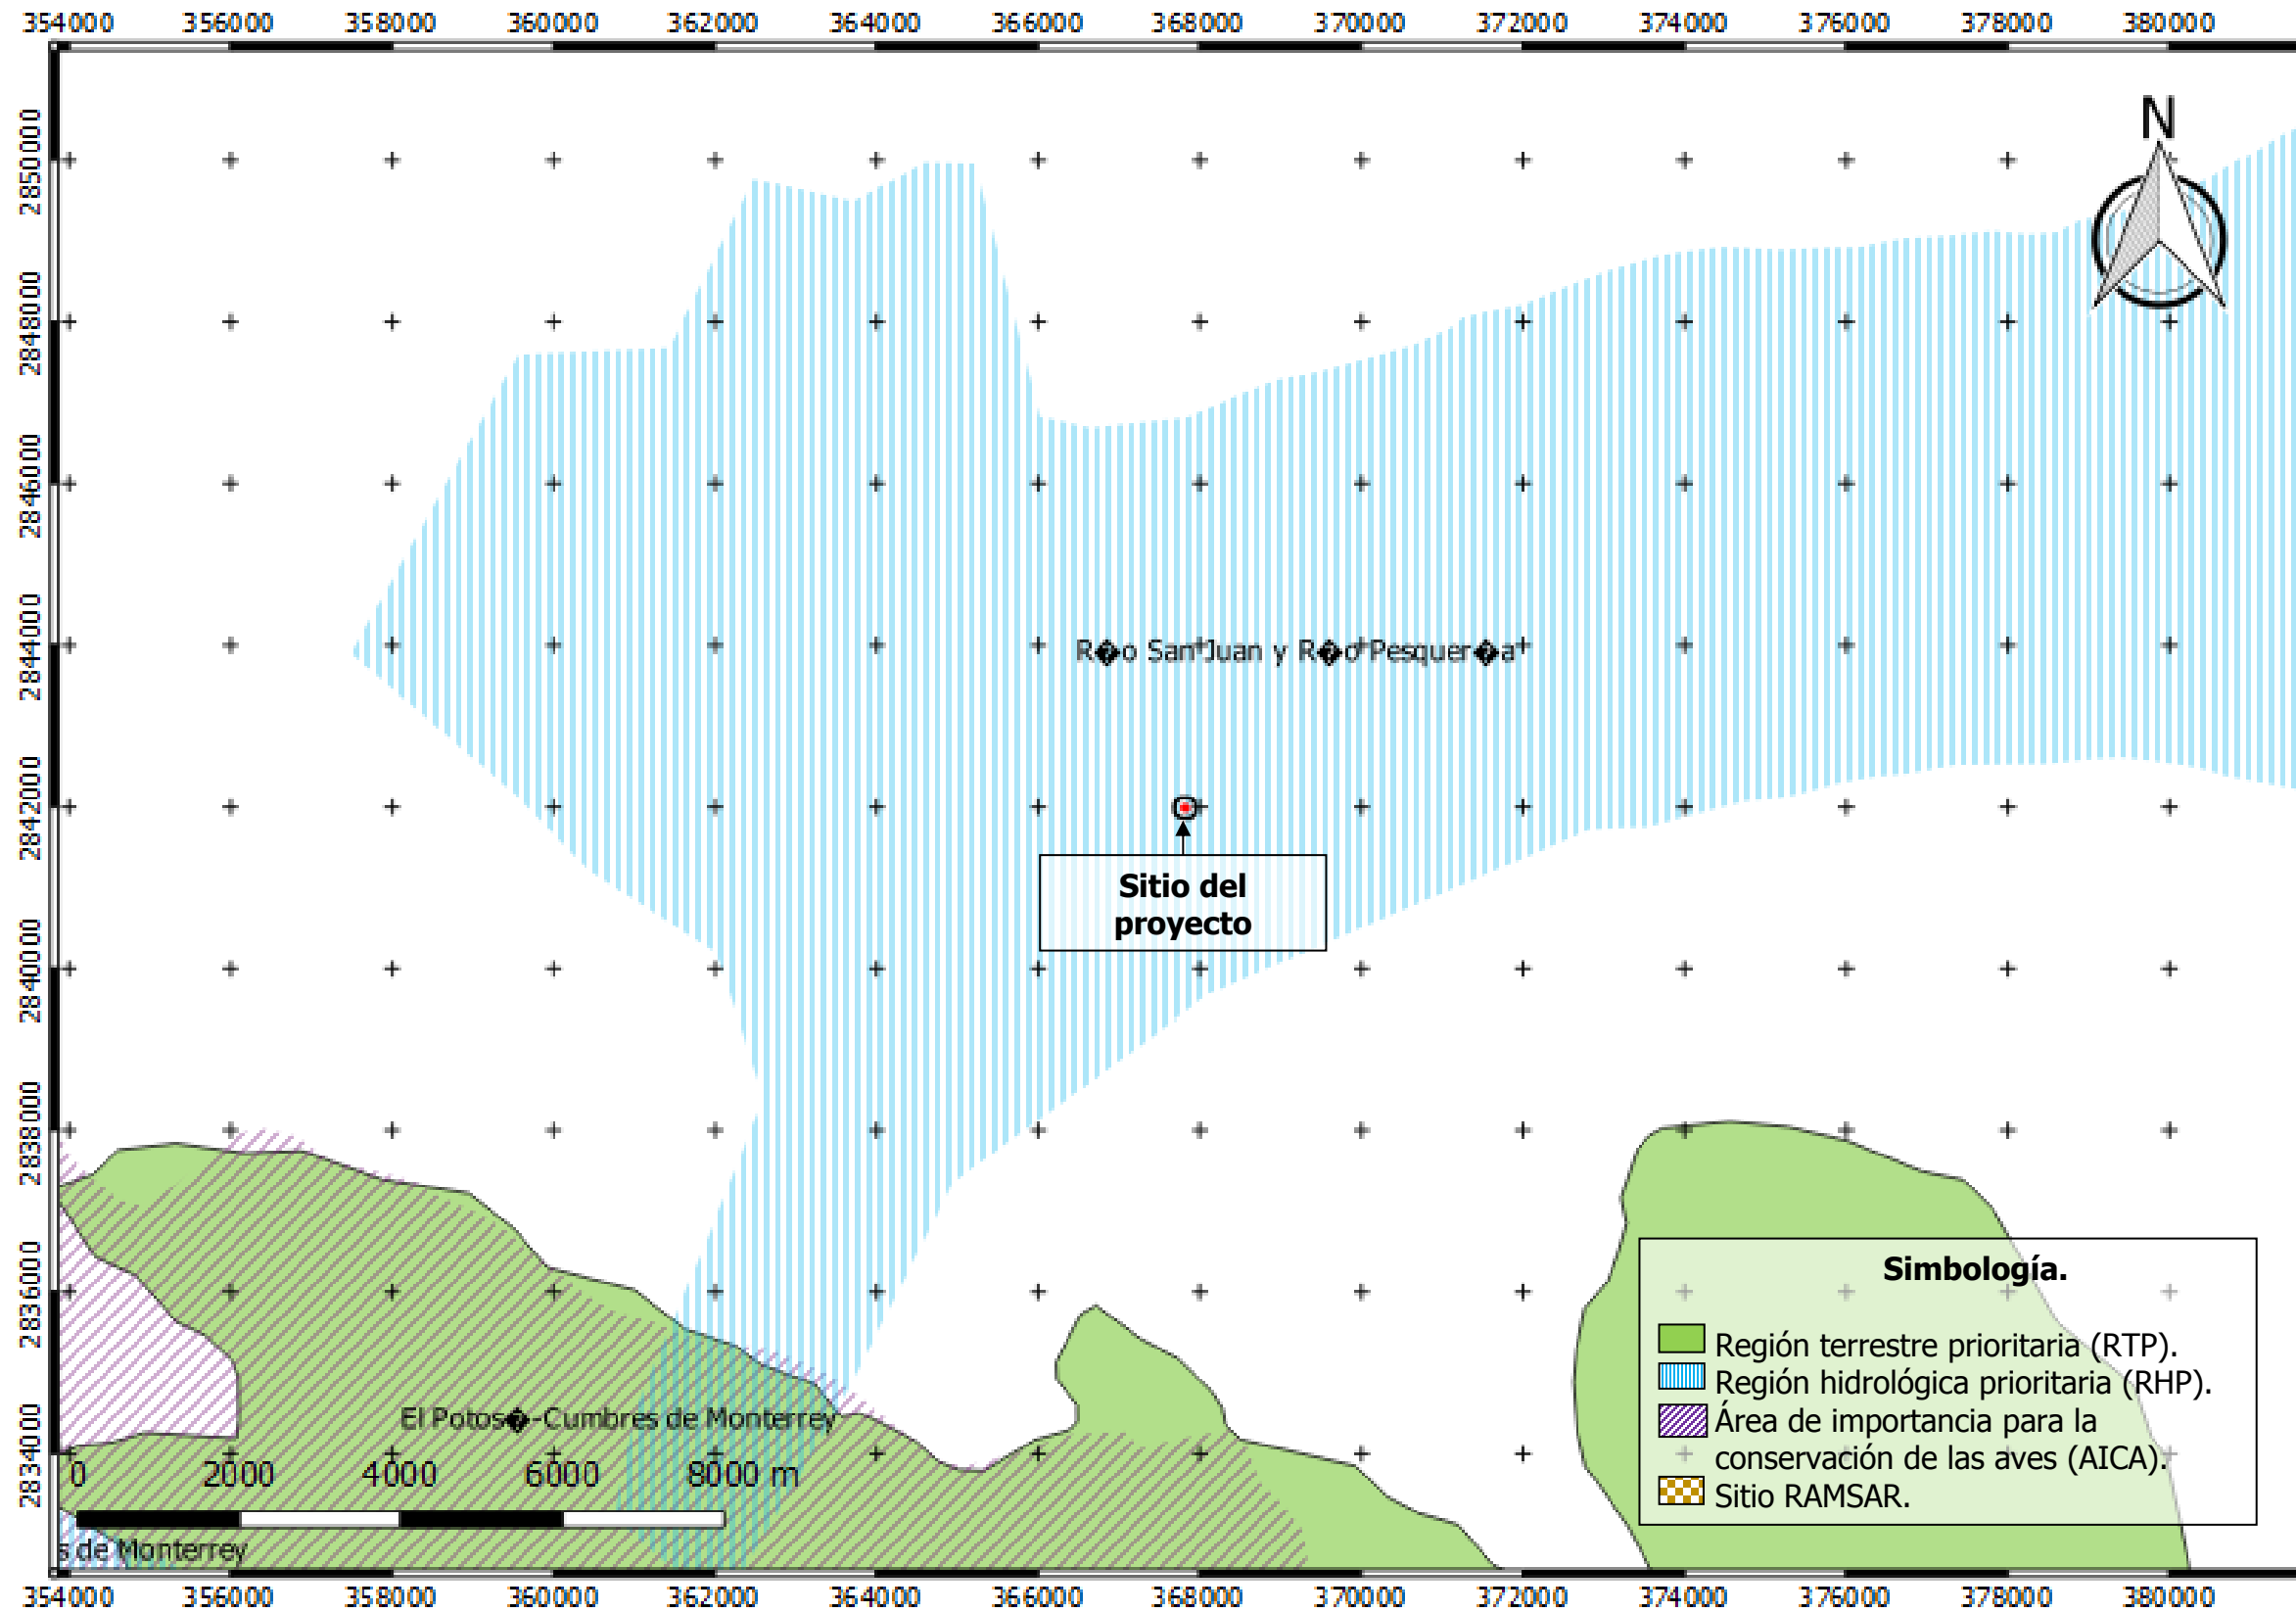 354000 356000 358000 360000 362000 364000 366000 368000 370000 372000 374000 376000 378000 380000
2850000
2848000
2846000
2844000
2842000
2840000
2838000
2836000
2834000
N
R�o San Juan y R�o Pesquer�a
Sitio del
proyecto
El Potos�-Cumbres de Monterrey
0 2000 4000 6000 8000 m
s de Monterrey
Simbología.
Región terrestre prioritaria (RTP).
Región hidrológica prioritaria (RHP).
Área de importancia para la
conservación de las aves (AICA).
Sitio RAMSAR.
354000 356000 358000 360000 362000 364000 366000 368000 370000 372000 374000 376000 378000 380000